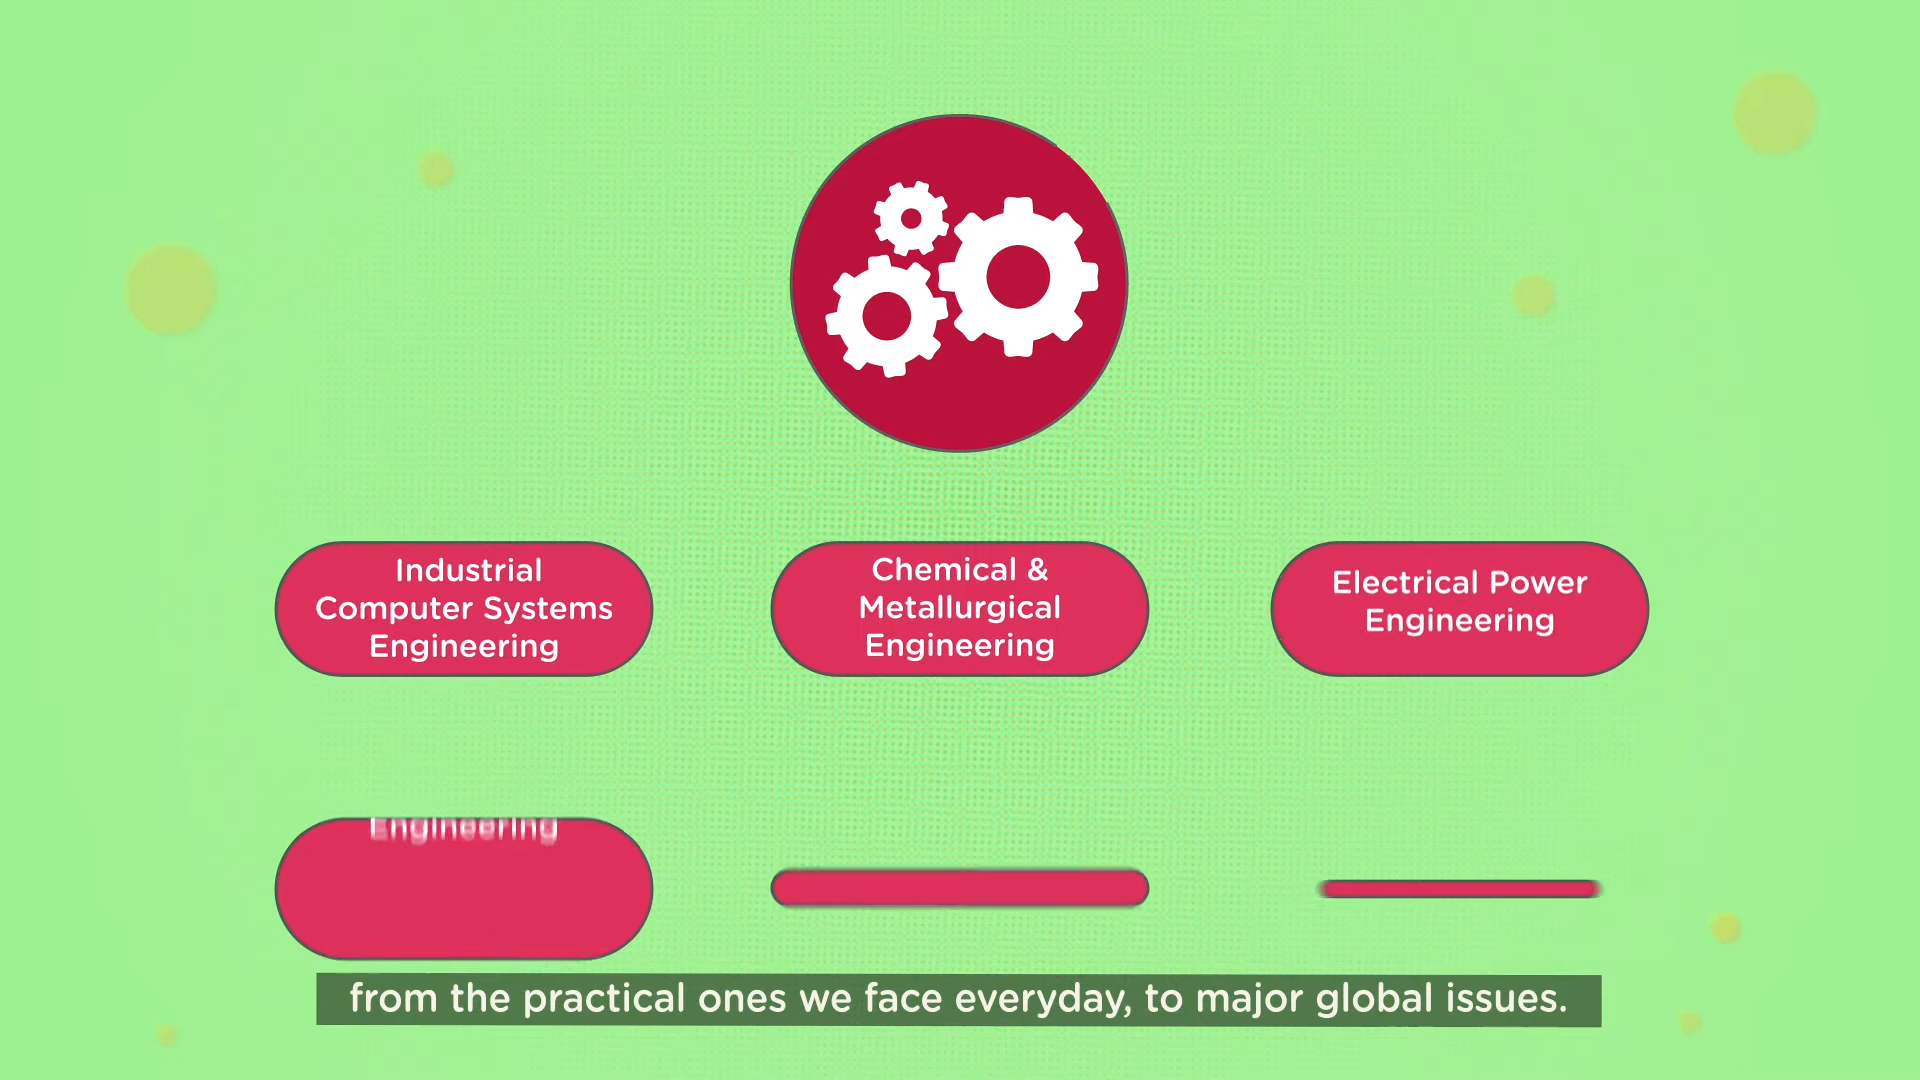 Industrial
Computer Systems
Engineering
Chemical &
Metallurgical
Engineering
Electrical Power
Engineering
Engineering
from the practical ones we face everyday, to major global issues.